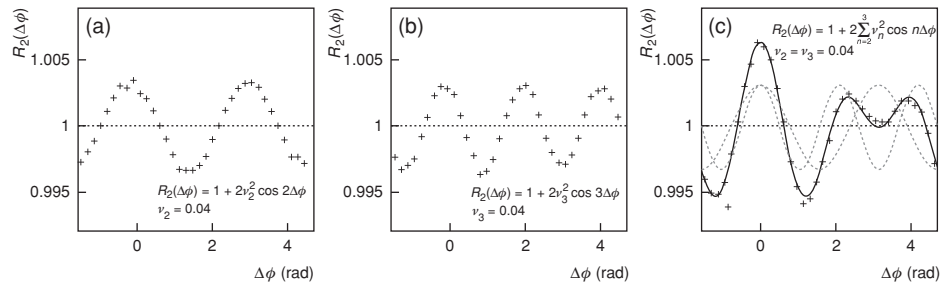 (a)
R₂(Δϕ)
1.005
1
0.995
R₂(Δϕ) = 1 + 2ν₂² cos 2Δϕ
ν₂ = 0.04
0 2 4
Δϕ (rad)
(b)
R₂(Δϕ)
1.005
1
0.995
R₂(Δϕ) = 1 + 2ν₃² cos 3Δϕ
ν₃ = 0.04
0 2 4
Δϕ (rad)
(c)
R₂(Δϕ)
R₂(Δϕ) = 1 + 2∑ₙ₌₂³ νₙ² cos nΔϕ
ν₂ = ν₃ = 0.04
1.005
1
0.995
0 2 4
Δϕ (rad)